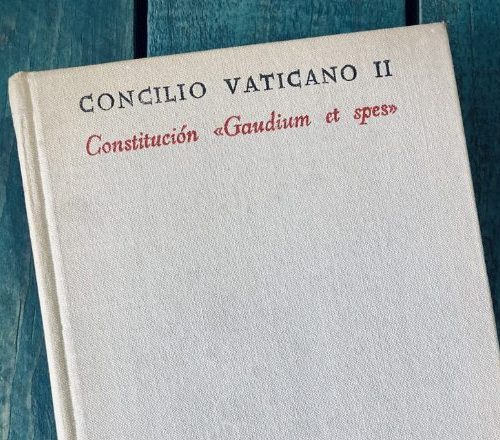 CONCILIO VATICANO II
Constitución «Gaudium et spes»